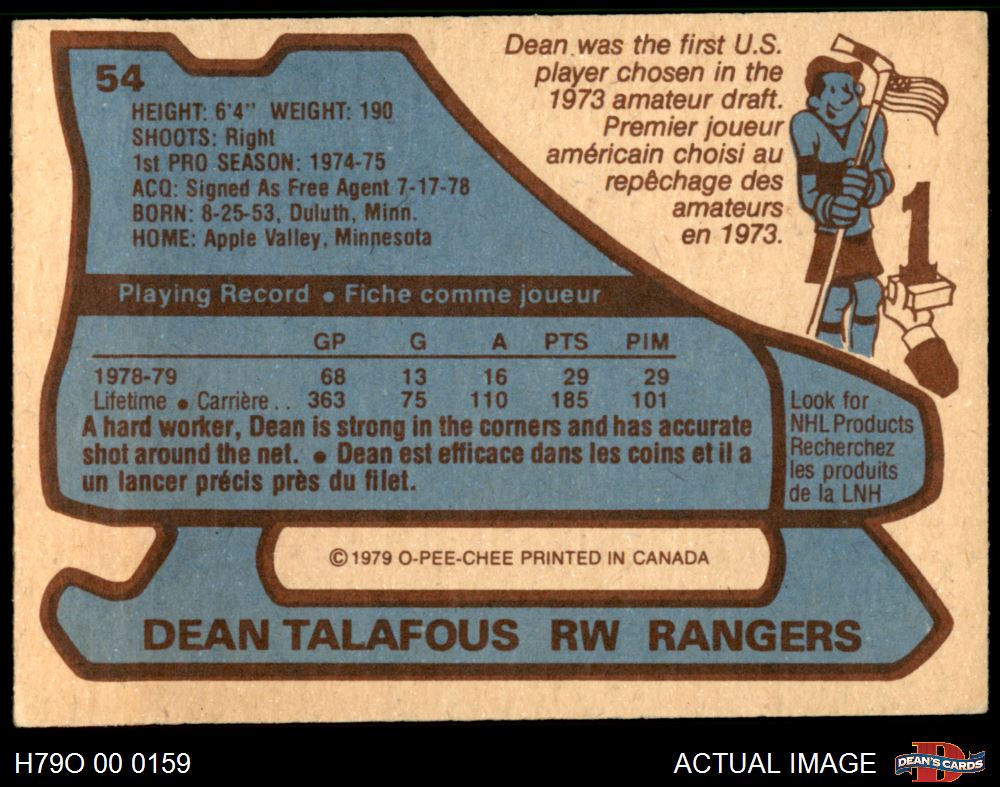 54
HEIGHT: 6'4" WEIGHT: 190
SHOOTS: Right
1st PRO SEASON: 1974-75
ACQ: Signed As Free Agent 7-17-78
BORN: 8-25-53, Duluth, Minn.
HOME: Apple Valley, Minnesota
Dean was the first U.S.
player chosen in the
1973 amateur draft.
Premier joueur
américain choisi au
repêchage des
amateurs
en 1973.
1
Playing Record • Fiche comme joueur
GP G A PTS PIM
1978-79 68 13 16 29 29
Lifetime • Carrière.. 363 75 110 185 101
A hard worker, Dean is strong in the corners and has accurate
shot around the net. • Dean est efficace dans les coins et il a
un lancer précis près du filet.
Look for
NHL Products
Recherchez
les produits
de la LNH
© 1979 O-PEE-CHEE PRINTED IN CANADA
DEAN TALAFOUS RW RANGERS
H79O 00 0159
ACTUAL IMAGE
D
DEAN'S CARDS